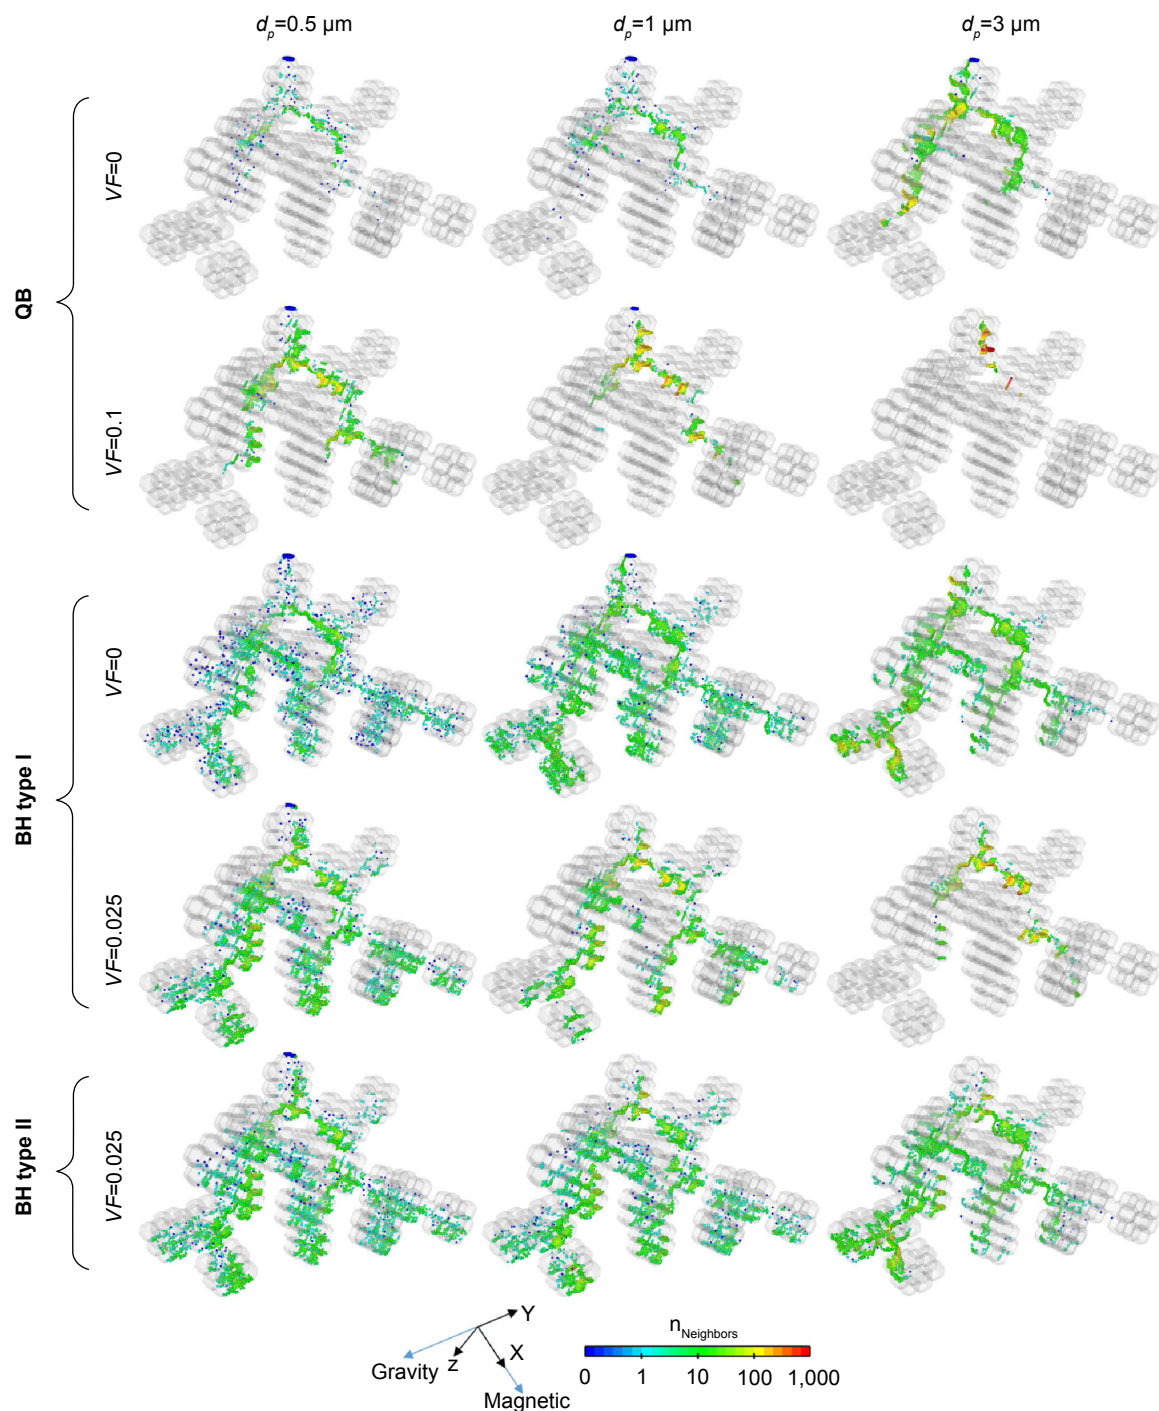 d_p=0.5 µm
d_p=1 µm
d_p=3 µm
QB
VF=0
VF=0.1
BH type I
VF=0
VF=0.025
BH type II
VF=0.025
Y
X
z
Gravity
Magnetic
n_Neighbors
0 1 10 100 1,000